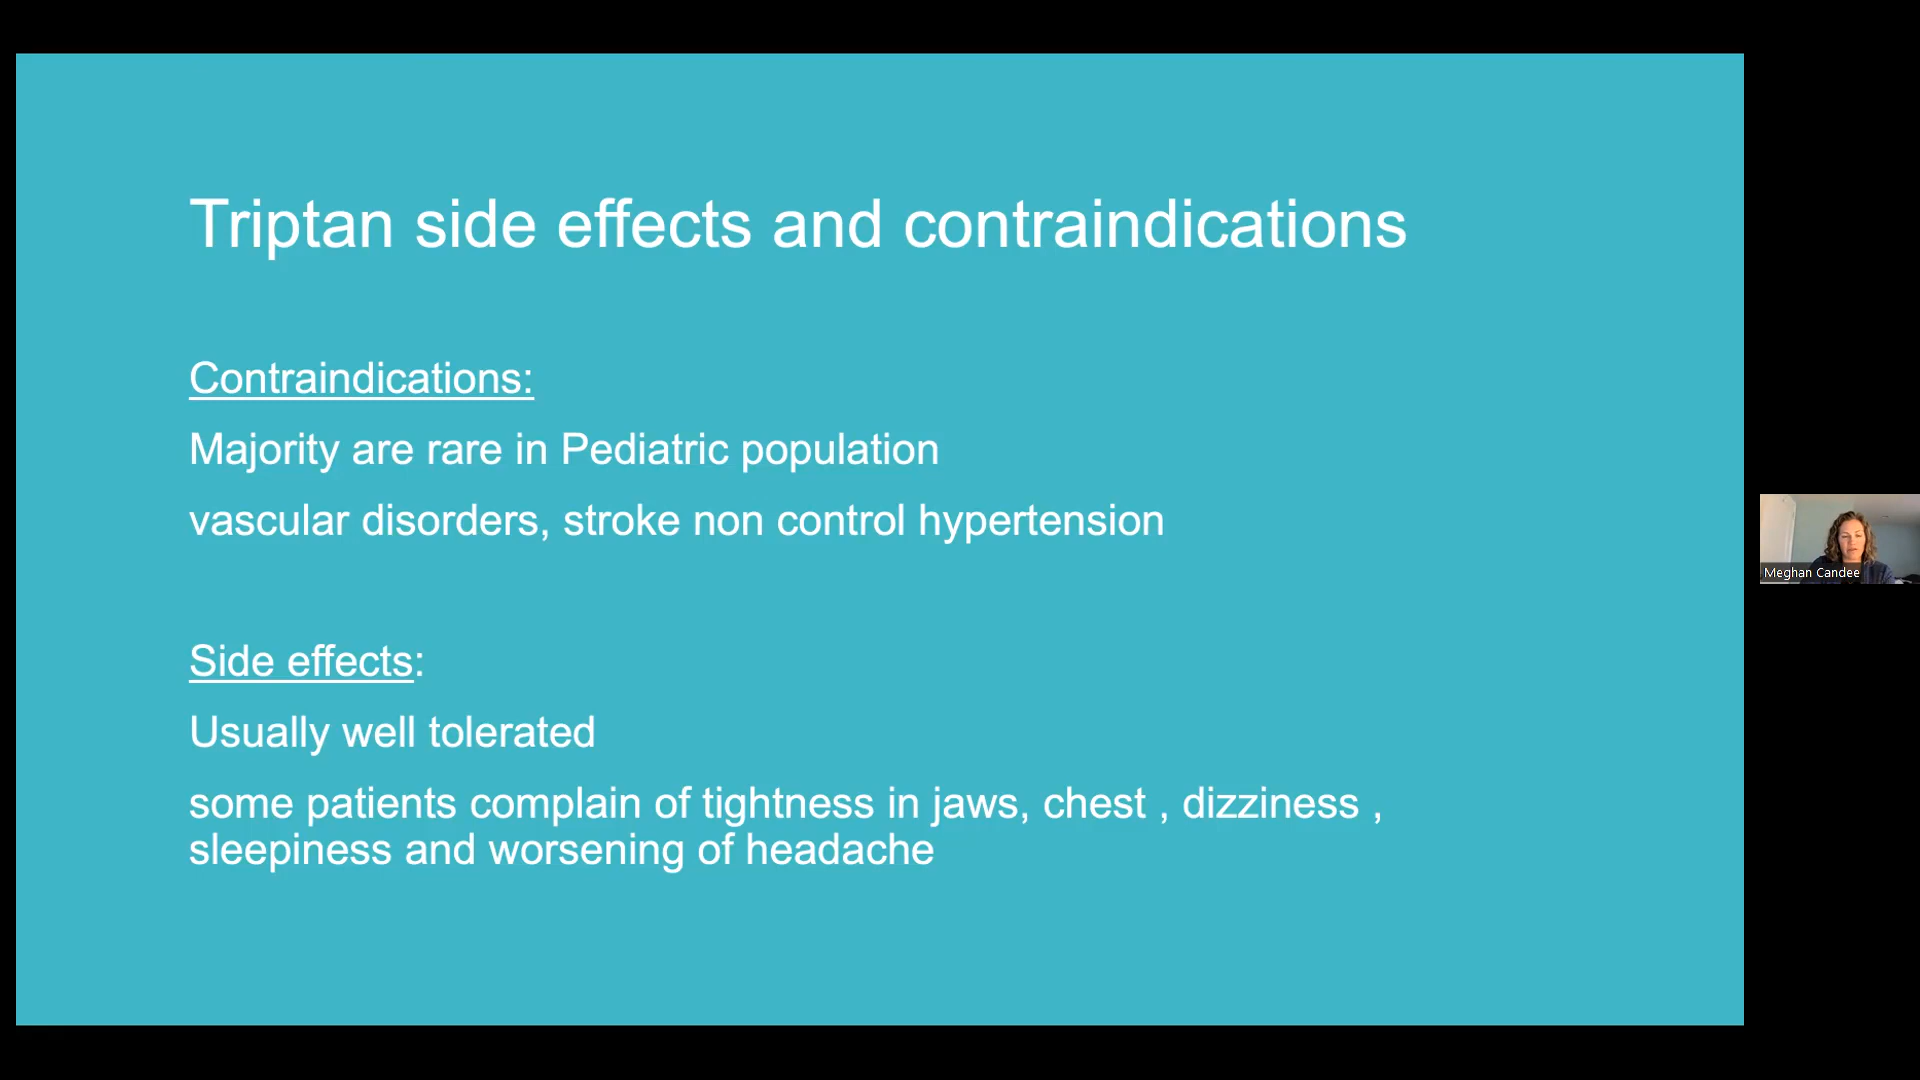 Triptan side effects and contraindications
Contraindications:
Majority are rare in Pediatric population
vascular disorders, stroke non control hypertension
Side effects:
Usually well tolerated
some patients complain of tightness in jaws, chest , dizziness ,
sleepiness and worsening of headache
Meghan Candee